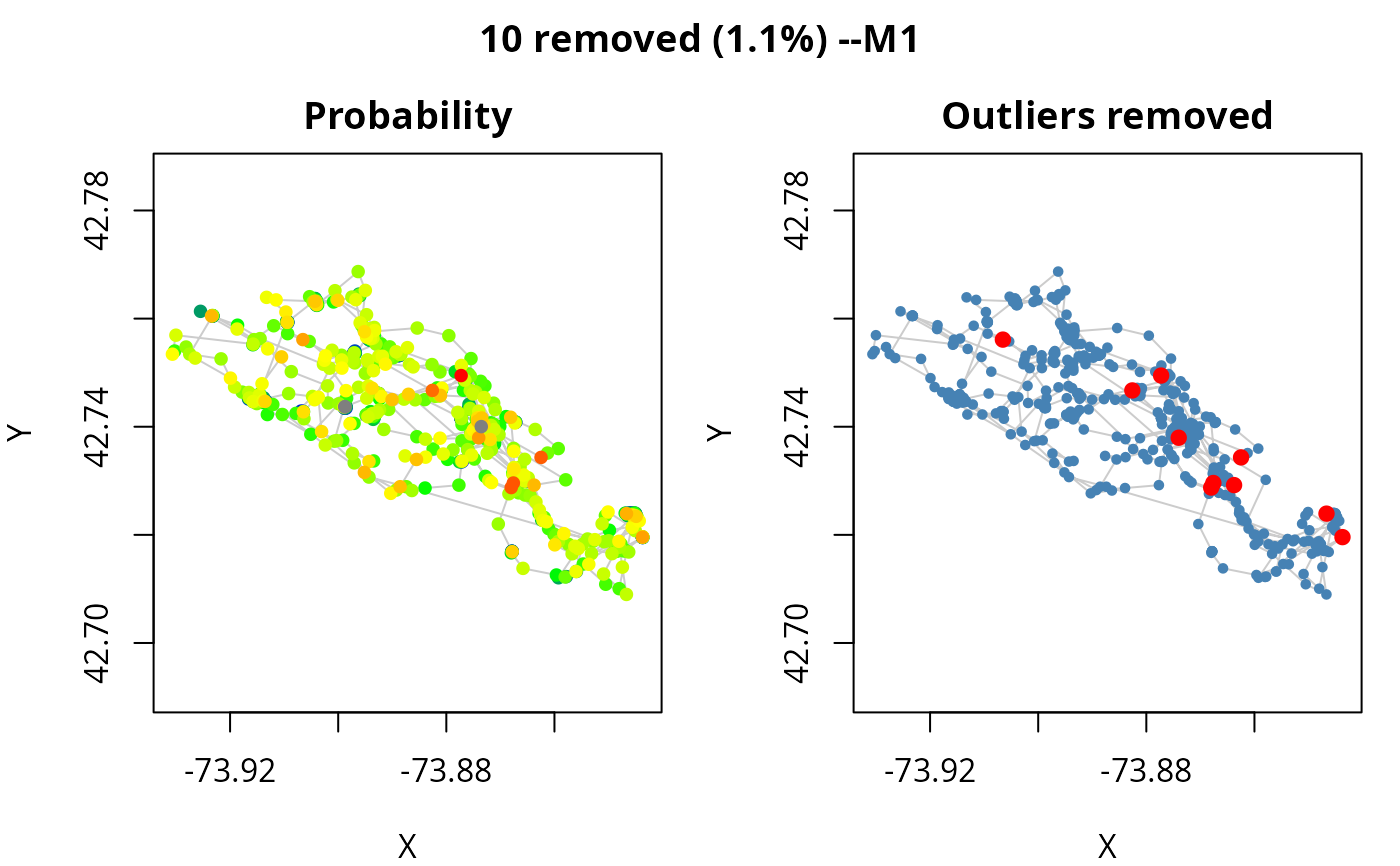 10 removed (1.1%) --M1
Probability
42.78
42.74
42.70
Y
-73.92
-73.88
X
Outliers removed
42.78
42.74
42.70
Y
-73.92
-73.88
X